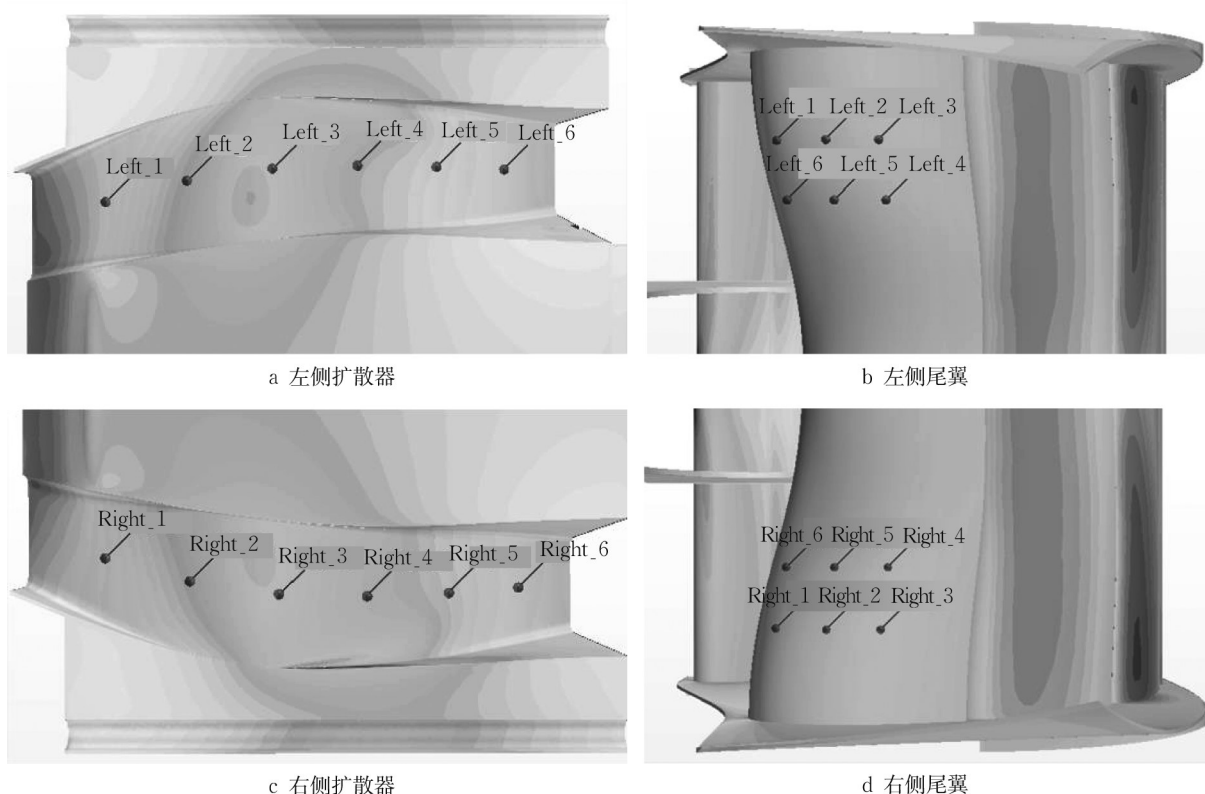 Left_1
Left_2
Left_3
Left_4
Left_5
Left_6
a 左侧扩散器
Left_1 Left_2 Left_3
Left_6 Left_5 Left_4
b 左侧尾翼
Right_1
Right_2
Right_3
Right_4
Right_5
Right_6
c 右侧扩散器
Right_6 Right_5 Right_4
Right_1 Right_2 Right_3
d 右侧尾翼